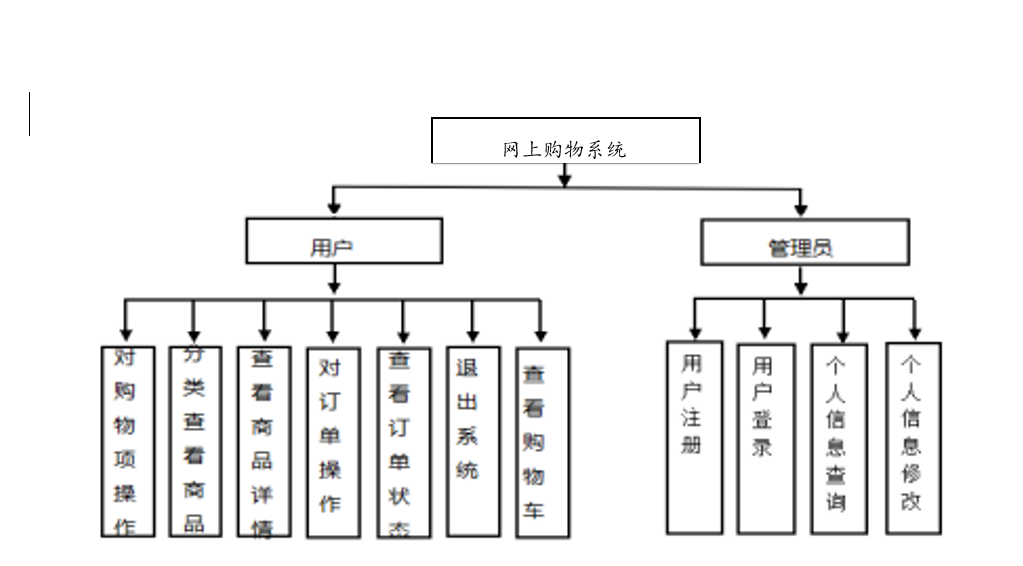 网上购物系统
用户
管理员
对购物项操作
分类查看商品
查看商品详情
对订单操作
查看订单状态
退出系统
查看购物车
用户注册
用户登录
个人信息查询
个人信息修改